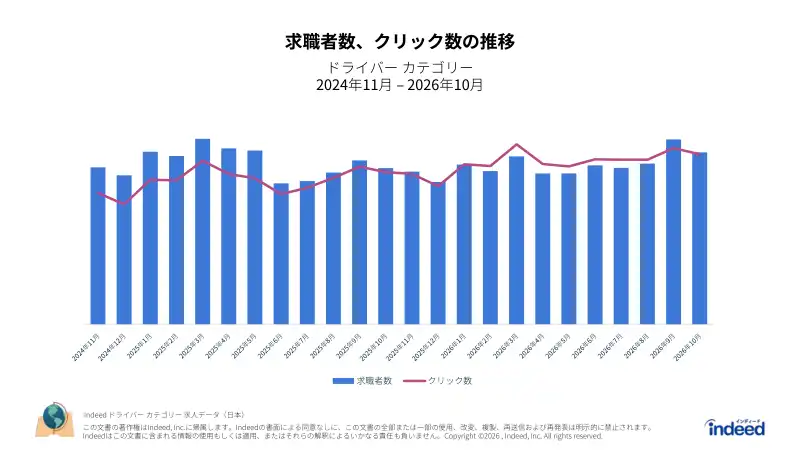 求職者数、クリック数の推移
ドライバー カテゴリー
2024年11月 – 2026年10月
2024年11月
2024年12月
2025年1月
2025年2月
2025年3月
2025年4月
2025年5月
2025年6月
2025年7月
2025年8月
2025年9月
2025年10月
2025年11月
2025年12月
2026年1月
2026年2月
2026年3月
2026年4月
2026年5月
2026年6月
2026年7月
2026年8月
2026年9月
2026年10月
求職者数 クリック数
Indeed ドライバー カテゴリー 求人データ（日本）
この文書の著作権はIndeed, Inc.に帰属します。Indeedの書面による同意なしに、この文書の全部または一部の使用、改変、複製、再送信および再発表は明示的に禁止されます。
Indeedはこの文書に含まれる情報の使用もしくは適用、またはそれらの解釈によるいかなる責任も負いません。Copyright ©2026 , Indeed, Inc. All rights reserved.
インディード
indeed